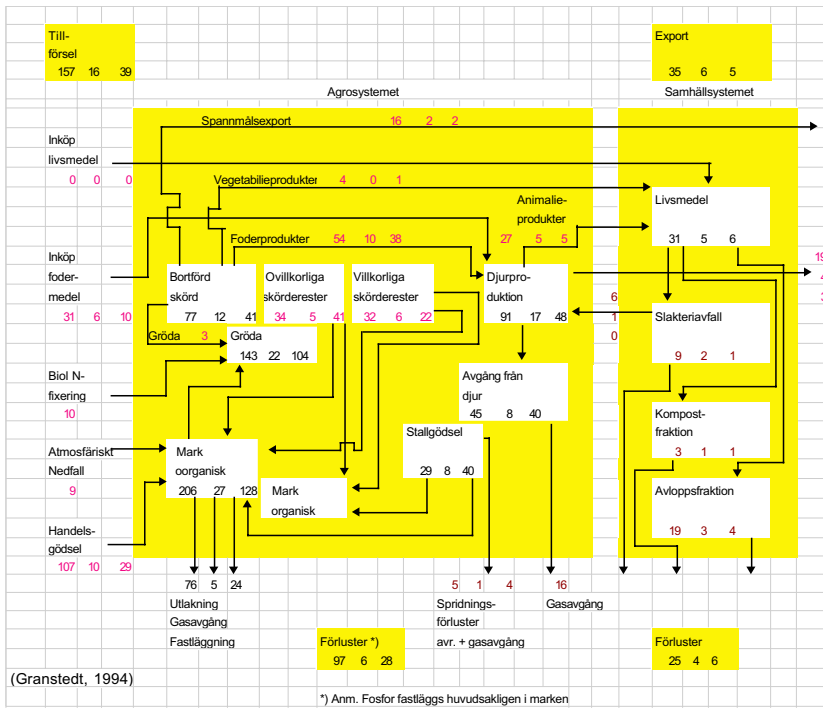 Till-
försel
157 16 39
Export
35 6 5
Agrosystemet
Samhällsystemet
Spannmålsexport 16 2 2
Inköp
livsmedel
0 0 0
Vegetabilieprodukter 4 0 1
Animalie-
produkter
27 5 5
Livsmedel
31 5 6
Foderprodukter 54 10 38
Inköp
foder-
medel
31 6 10
Bortförd
skörd
77 12 41
Ovillkorliga
skörderester
34 5 41
Villkorliga
skörderester
32 6 22
Djurpro-
duktion
91 17 48
19
4
3
6
1
0
Slakteriavfall
9 2 1
Gröda 3
Gröda
143 22 104
Biol N-
fixering
10
Avgång från
djur
45 8 40
Kompost-
fraktion
3 1 1
Atmosfäriskt
Nedfall
9
Mark
oorganisk
206 27 128
Stallgödsel
29 8 40
Mark
organisk
Avloppsfraktion
19 3 4
Handels-
gödsel
107 10 29
76 5 24
Utlakning
Gasavgång
Fastläggning
5 1 4
Spridnings-
förluster
avr. + gasavgång
16
Gasavgång
Förluster *)
97 6 28
Förluster
25 4 6
(Granstedt, 1994)
*) Anm. Fosfor fastläggs huvudsakligen i marken